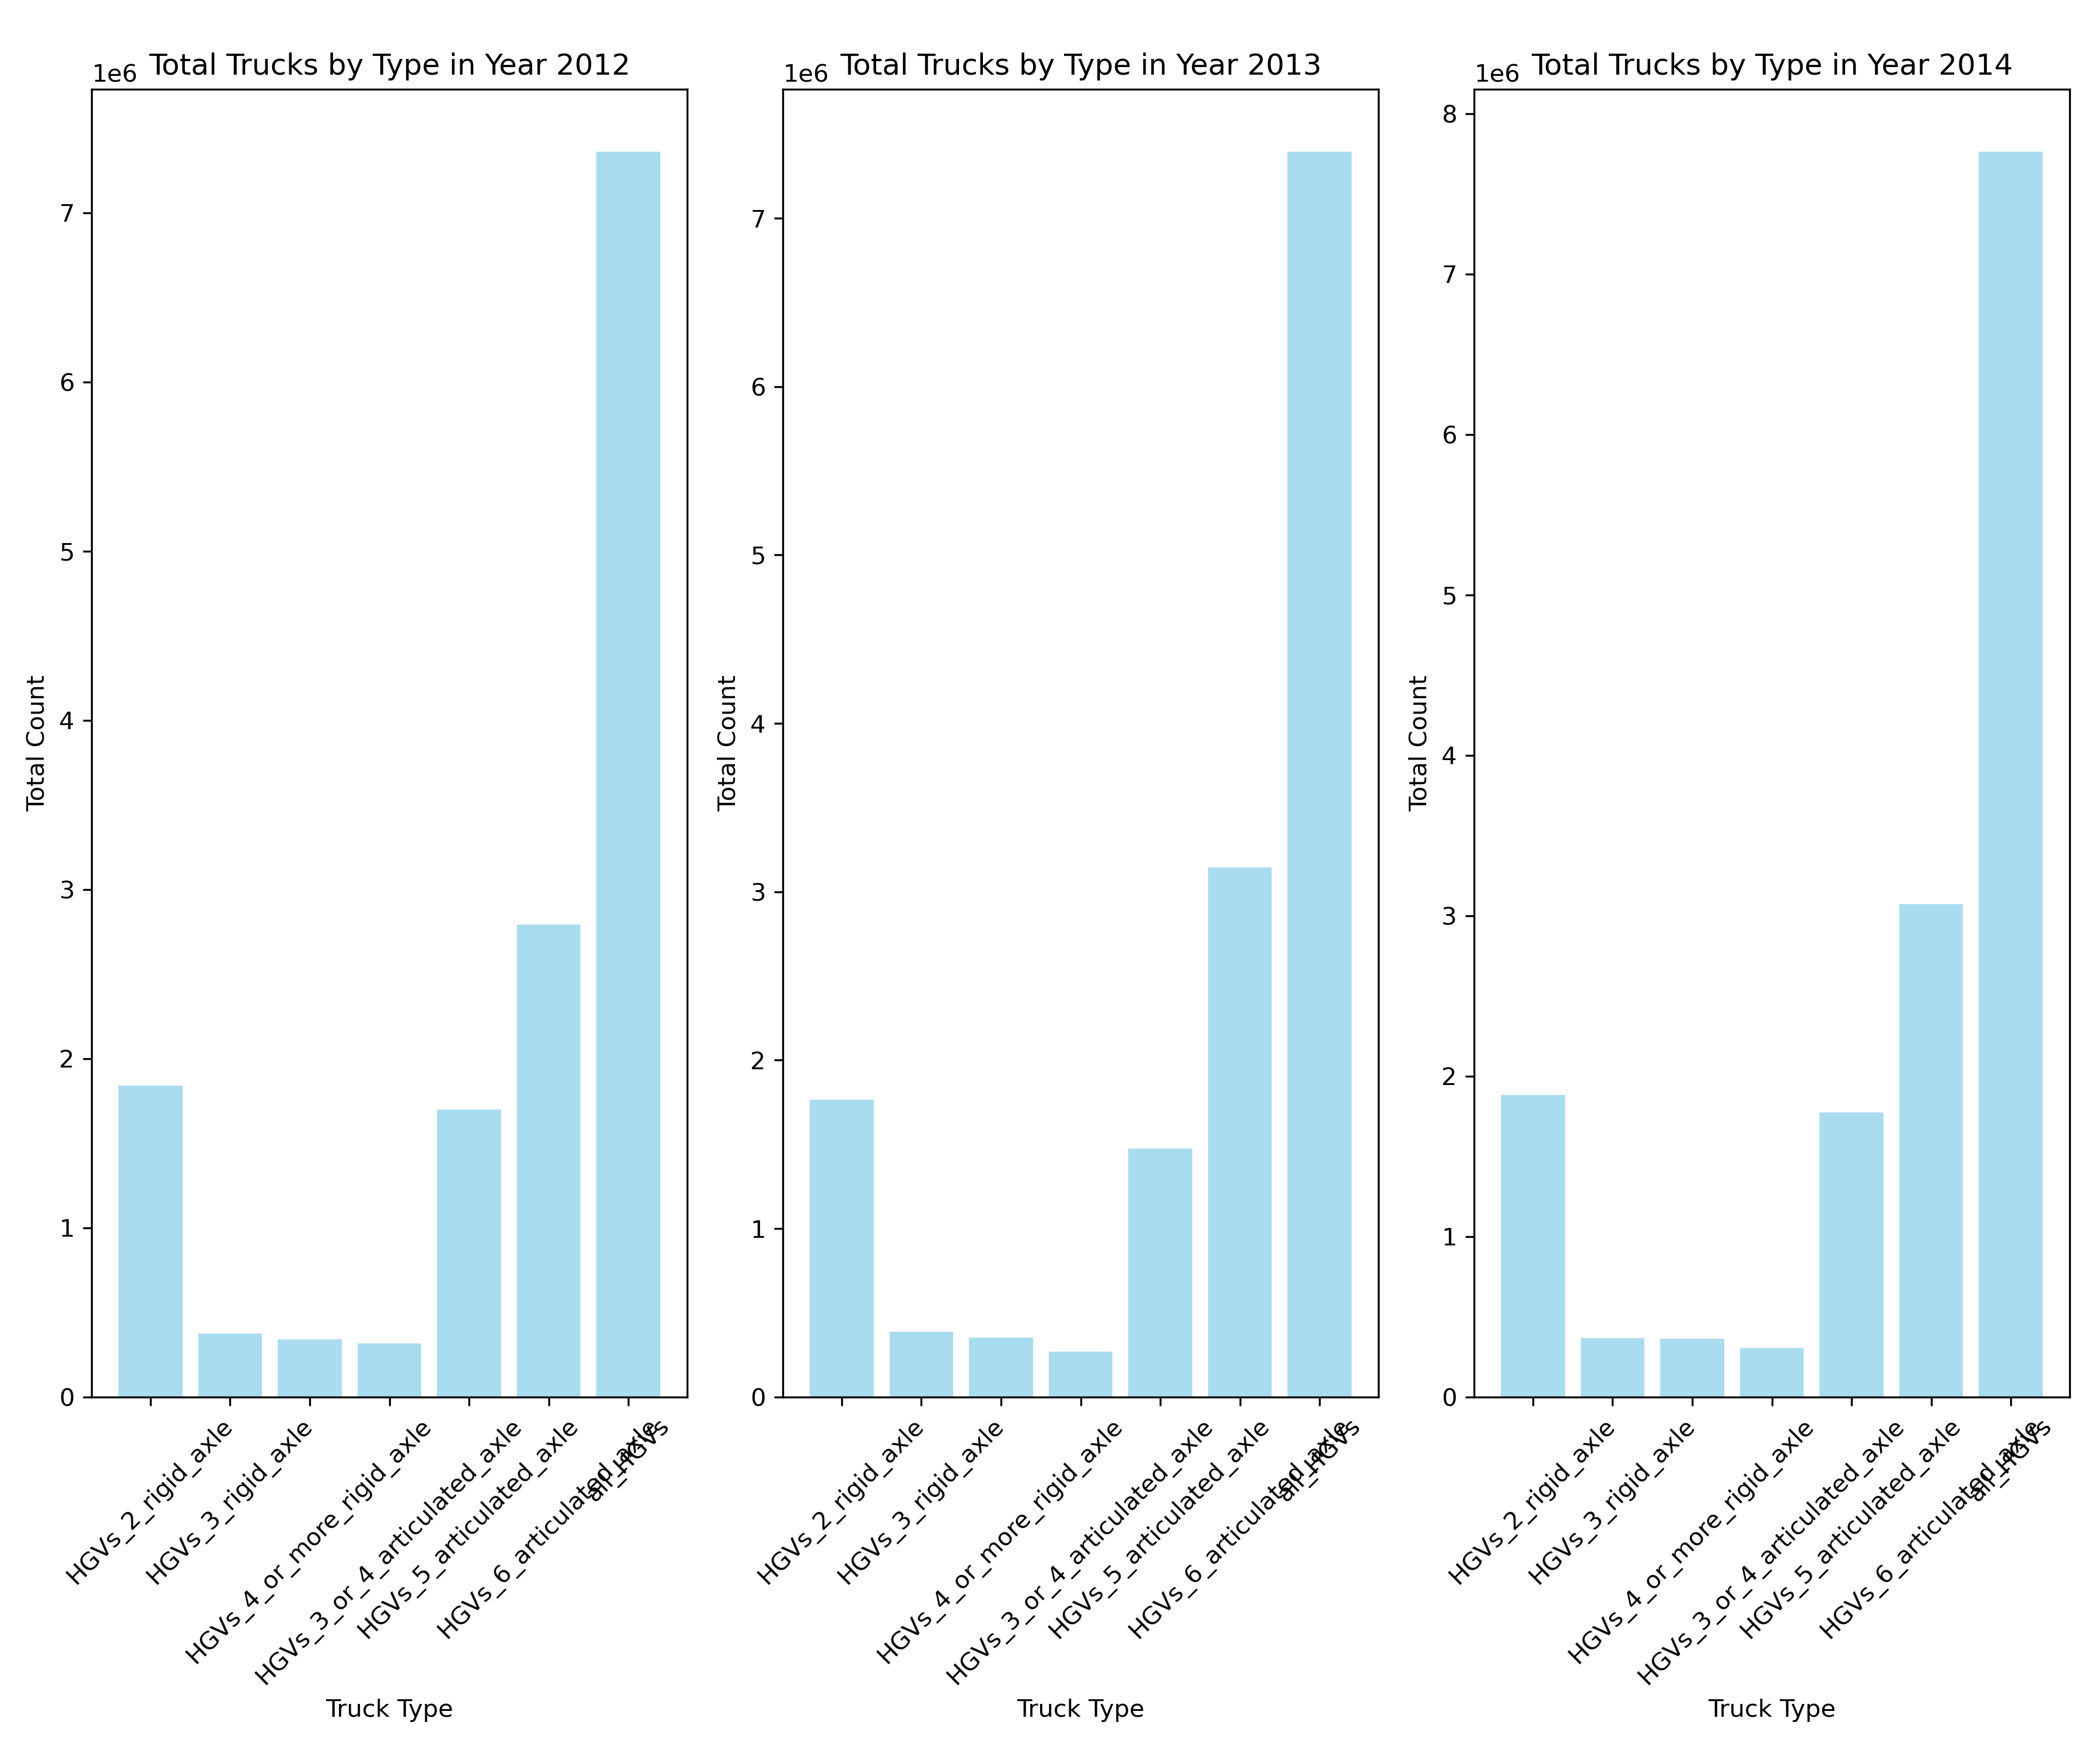 Total Trucks by Type in Year 2012
1e6
7
6
5
4
3
2
1
0
Total Count
HGVs_2_rigid_axle
HGVs_3_rigid_axle
HGVs_4_or_more_rigid_axle
HGVs_3_or_4_articulated_axle
HGVs_5_articulated_axle
HGVs_6_articulated_axle
all_HGVs
Truck Type
Total Trucks by Type in Year 2013
1e6
7
6
5
4
3
2
1
0
Total Count
HGVs_2_rigid_axle
HGVs_3_rigid_axle
HGVs_4_or_more_rigid_axle
HGVs_3_or_4_articulated_axle
HGVs_5_articulated_axle
HGVs_6_articulated_axle
all_HGVs
Truck Type
Total Trucks by Type in Year 2014
1e6
8
7
6
5
4
3
2
1
0
Total Count
HGVs_2_rigid_axle
HGVs_3_rigid_axle
HGVs_4_or_more_rigid_axle
HGVs_3_or_4_articulated_axle
HGVs_5_articulated_axle
HGVs_6_articulated_axle
all_HGVs
Truck Type